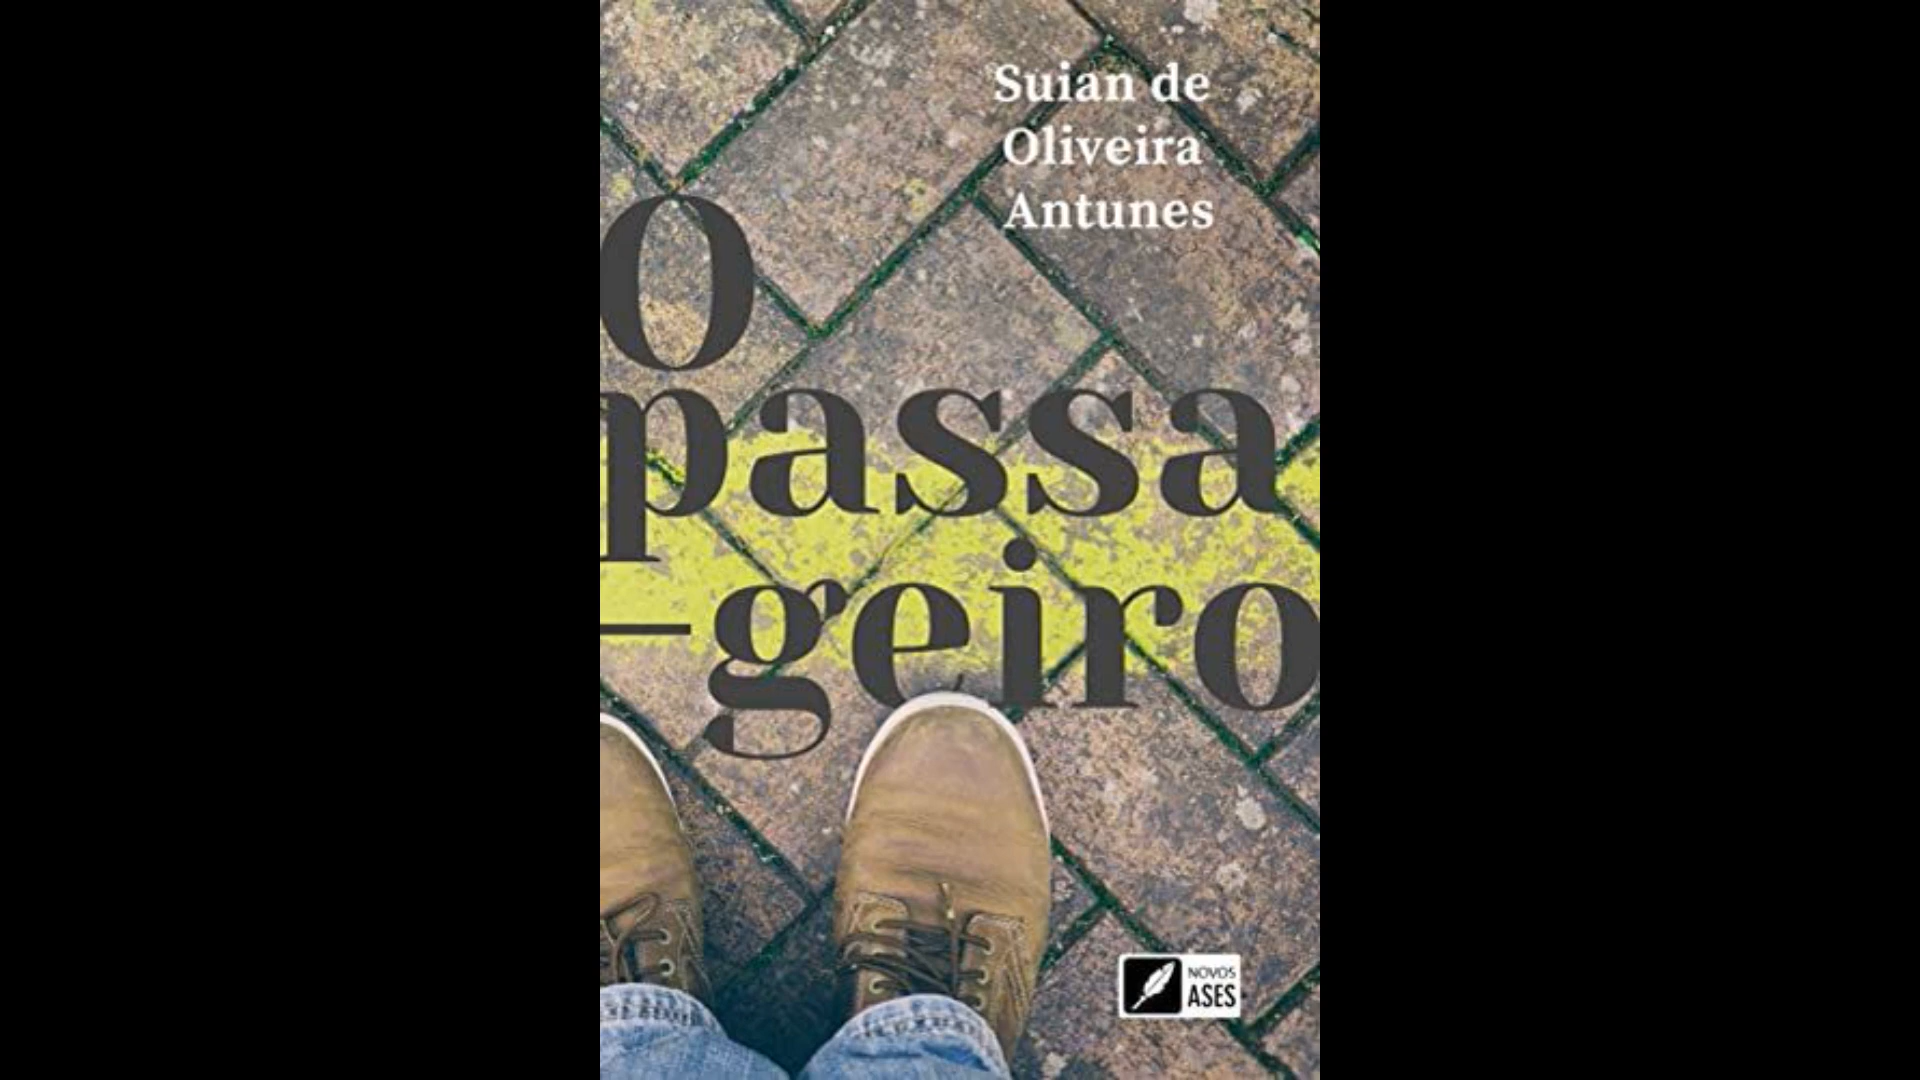 Suian de
Oliveira
Antunes
O
passa
-geiro
NOVOS
ASES